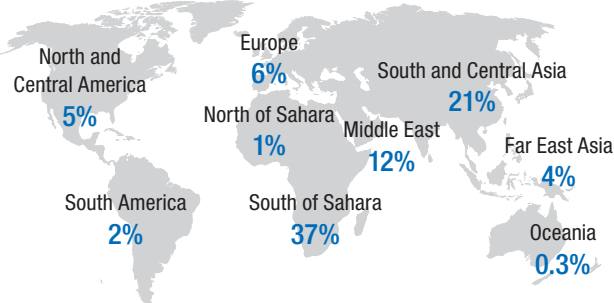 North and
Central America
5%
Europe
6%
South and Central Asia
21%
North of Sahara
1%
Middle East
12%
Far East Asia
4%
South America
2%
South of Sahara
37%
Oceania
0.3%